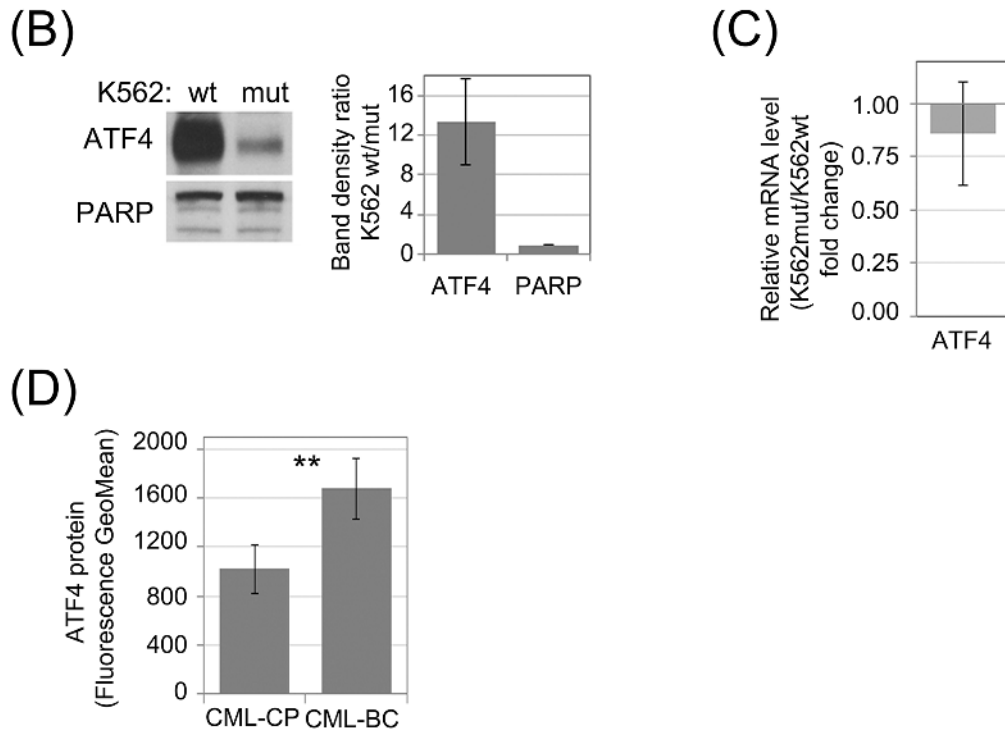 (B)
K562: wt mut
ATF4
PARP
Band density ratio
K562 wt/mut
16
12
8
4
0
ATF4 PARP
(C)
Relative mRNA level
(K562mut/K562wt
fold change)
1.00
0.75
0.50
0.25
0.00
ATF4
(D)
ATF4 protein
(Fluorescence GeoMean)
2000
1600
1200
800
400
0
**
CML-CP CML-BC